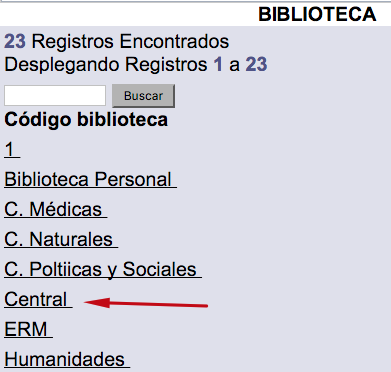 BIBLIOTECA
23 Registros Encontrados
Desplegando Registros 1 a 23
Buscar
Código biblioteca
1
Biblioteca Personal
C. Médicas
C. Naturales
C. Poltiicas y Sociales
Central
ERM
Humanidades